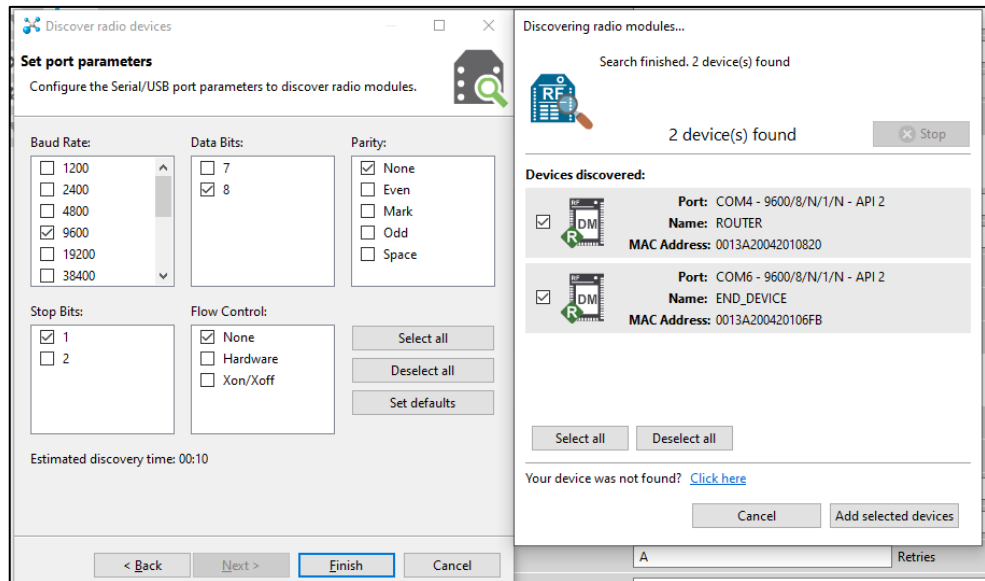 Discover radio devices
Set port parameters
Configure the Serial/USB port parameters to discover radio modules.
Baud Rate:
1200
2400
4800
9600
19200
38400
Data Bits:
7
8
Parity:
None
Even
Mark
Odd
Space
Stop Bits:
1
2
Flow Control:
None
Hardware
Xon/Xoff
Select all
Deselect all
Set defaults
Estimated discovery time: 00:10
< Back
Next >
Finish
Cancel
Discovering radio modules...
Search finished. 2 device(s) found
RF
2 device(s) found
Stop
Devices discovered:
RF
DM
R
Port: COM4 - 9600/8/N/1/N - API 2
Name: ROUTER
MAC Address: 0013A20042010820
RF
DM
R
Port: COM6 - 9600/8/N/1/N - API 2
Name: END_DEVICE
MAC Address: 0013A200420106FB
Select all
Deselect all
Your device was not found? Click here
Cancel
Add selected devices
A
Retries